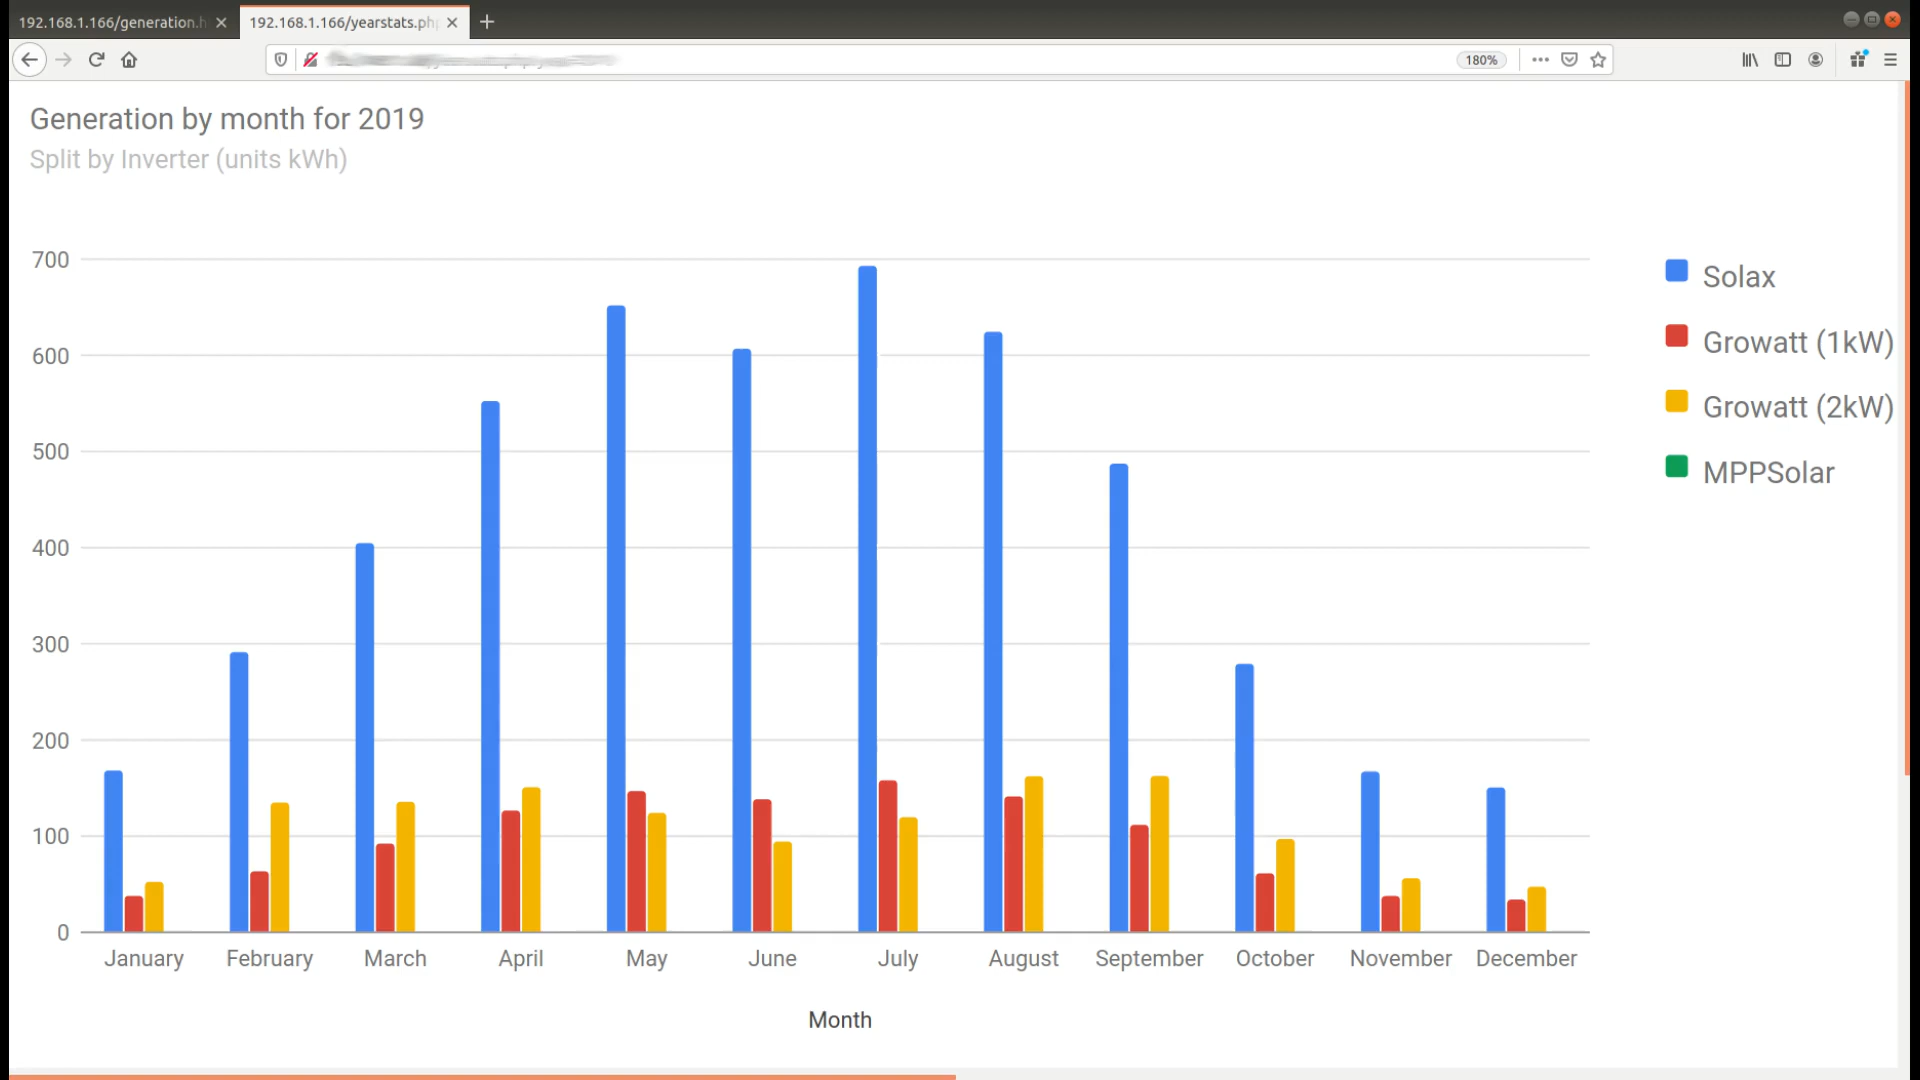 192.168.1.166/generation.h
192.168.1.166/yearstats.php
180%
Generation by month for 2019
Split by Inverter (units kWh)
700
600
500
400
300
200
100
0
Solax
Growatt (1kW)
Growatt (2kW)
MPPSolar
January February March April May June July August September October November December
Month